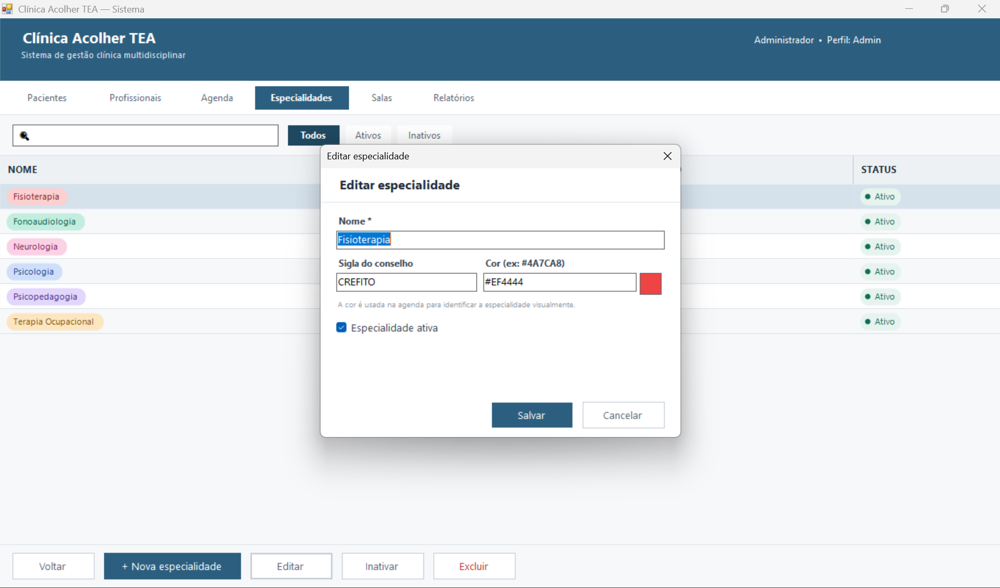 Clínica Acolher TEA — Sistema
Clínica Acolher TEA
Sistema de gestão clínica multidisciplinar
Administrador • Perfil: Admin
Pacientes
Profissionais
Agenda
Especialidades
Salas
Relatórios
Todos
Ativos
Inativos
NOME
STATUS
Fisioterapia
Ativo
Fonoaudiologia
Ativo
Neurologia
Ativo
Psicologia
Ativo
Psicopedagogia
Ativo
Terapia Ocupacional
Ativo
Editar especialidade
Editar especialidade
Nome *
Fisioterapia
Sigla do conselho
Cor (ex: #4A7CA8)
CREFITO
#EF4444
A cor é usada na agenda para identificar a especialidade visualmente.
Especialidade ativa
Salvar
Cancelar
Voltar
+ Nova especialidade
Editar
Inativar
Excluir